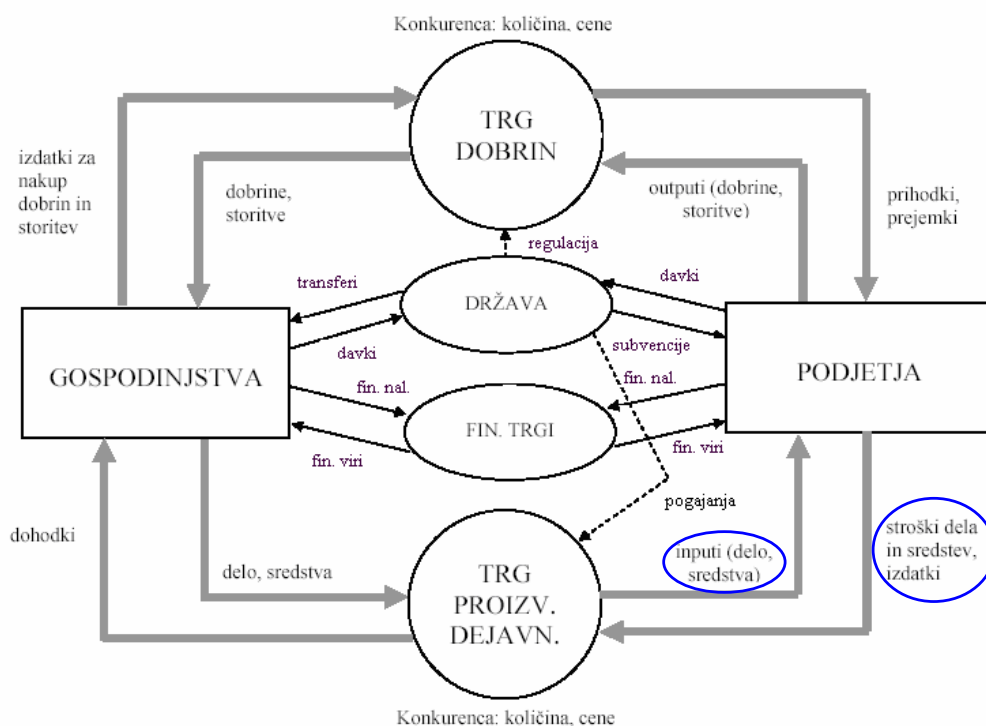 Konkurenca: količina, cene
TRG
DOBRIN
izdatki za
nakup
dobrin in
storitev
dobrine,
storitve
outputi (dobrine,
storitve)
prihodki,
prejemki
regulacija
transferi
davki
DRŽAVA
davki
subvencije
GOSPODINJSTVA
PODJETJA
fin. nal.
fin. nal.
FIN. TRGI
fin. viri
fin. viri
pogajanja
dohodki
delo, sredstva
TRG
PROIZV.
DEJAVN.
inputi (delo,
sredstva)
stroški dela
in sredstev,
izdatki
Konkurenca: količina, cene